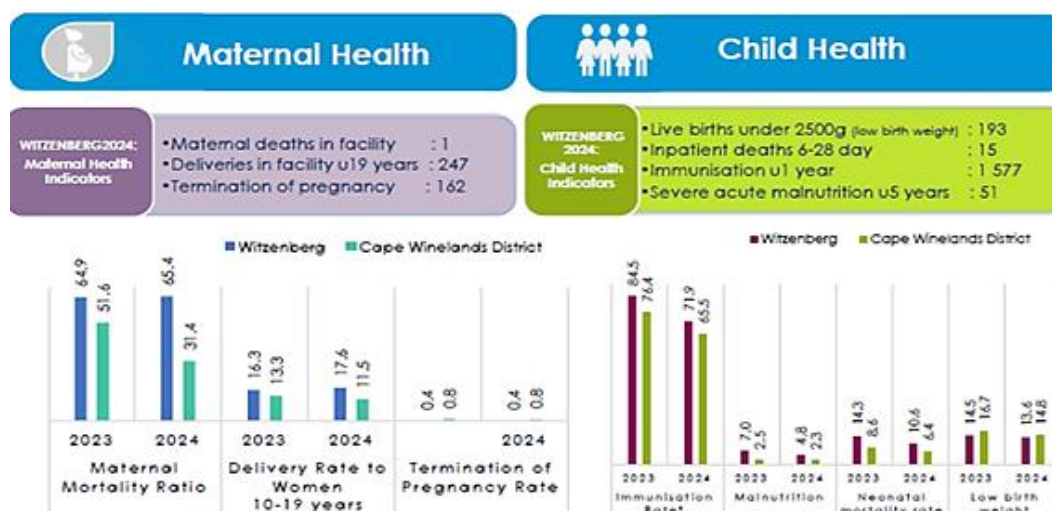 Maternal Health
WITZENBERG2024:
Maternal Health
Indicators
•Maternal deaths in facility : 1
•Deliveries in facility u19 years : 247
•Termination of pregnancy : 162
Witzenberg Cape Winelands District
64,9 51,6 65,4 31,4
16,3 13,3 17,6 11,5
0,4 0,8 0,4 0,8
2023 2024 2023 2024 2024
Maternal
Mortality Ratio
Delivery Rate to
Women
10-19 years
Termination of
Pregnancy Rate
Child Health
WITZENBERG
2024:
Child Health
Indicators
•Live births under 2500g (low birth weight) : 193
•Inpatient deaths 6-28 day : 15
•Immunisation u1 year : 1 577
•Severe acute malnutrition u5 years : 51
Witzenberg Cape Winelands District
84,5 76,4 71,9 65,5
7,0 2,5 4,8 2,3
14,3 8,6 10,6 6,4
14,5 16,7 13,6 14,8
2023 2024 2023 2024 2023 2024 2023 2024
Immunisation
Malnutrition
Neonatal
mortality rate
Low birth
weight